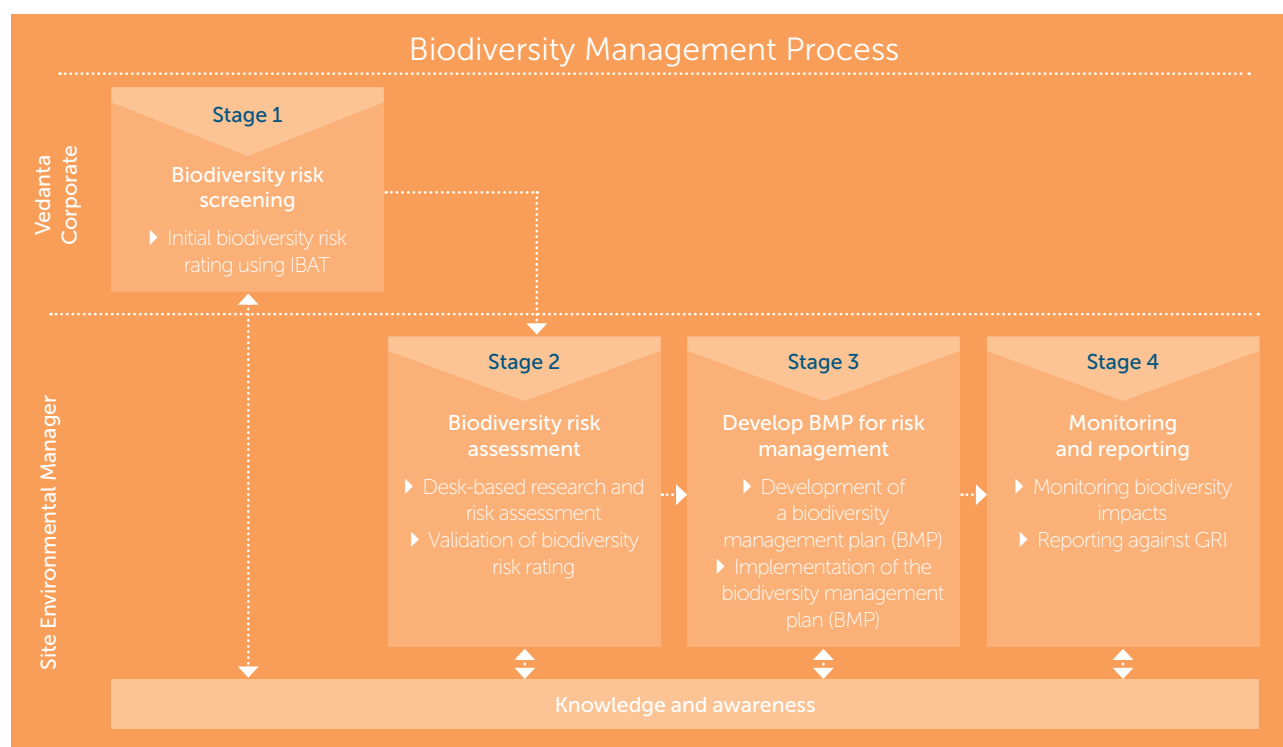 Biodiversity Management Process
Vedanta
Corporate
Stage 1
Biodiversity risk
screening
Initial biodiversity risk
rating using IBAT
Site Environmental Manager
Stage 2
Biodiversity risk
assessment
Desk-based research and
risk assessment
Validation of biodiversity
risk rating
Stage 3
Develop BMP for risk
management
Development of
a biodiversity
management plan (BMP)
Implementation of the
biodiversity management
plan (BMP)
Stage 4
Monitoring
and reporting
Monitoring biodiversity
impacts
Reporting against GRI
Knowledge and awareness